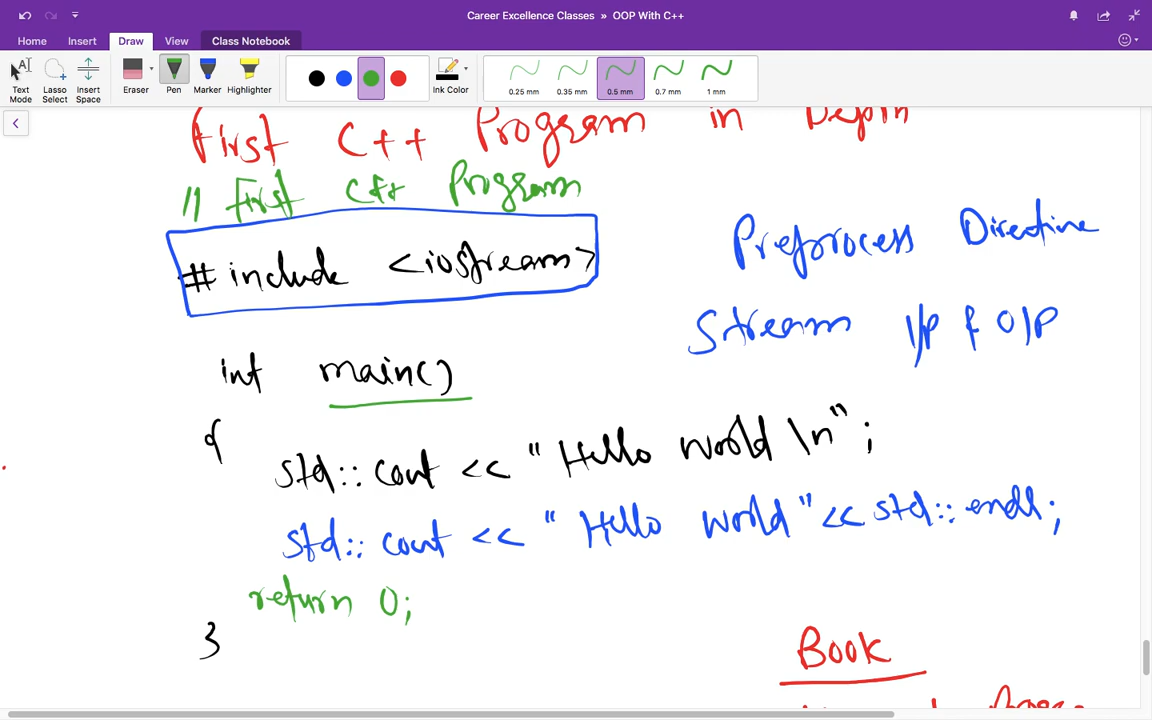 Career Excellence Classes » OOP With C++
Home Insert Draw View Class Notebook
Text Mode Lasso Select Insert Space Eraser Pen Marker Highlighter Ink Color 0.25 mm 0.35 mm 0.5 mm 0.7 mm 1 mm
First C++ Program in Depth
// First C++ Program
#include <iostream>
Preprocess Directive
Stream I/P & O/P
int main()
{
std::cout << "Hello World \n";
std::cout << "Hello World" << std::endl;
return 0;
}
Book